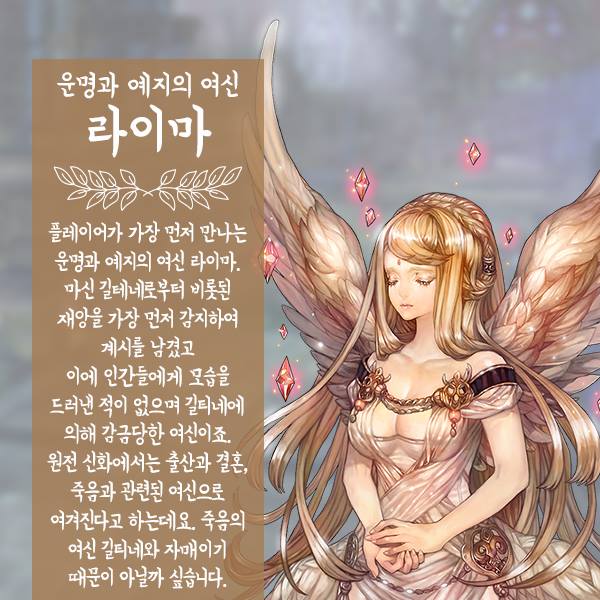 운명과 예지의 여신
라이마
플레이어가 가장 먼저 만나는
운명과 예지의 여신 라이마.
마신 길테네로부터 비롯된
재앙을 가장 먼저 감지하여
계시를 남겼고
이에 인간들에게 모습을
드러낸 적이 없으며 길티네에
의해 감금당한 여신이죠.
원전 신화에서는 출산과 결혼,
죽음과 관련된 여신으로
여겨진다고 하는데요. 죽음의
여신 길티네와 자매이기
때문이 아닐까 싶습니다.